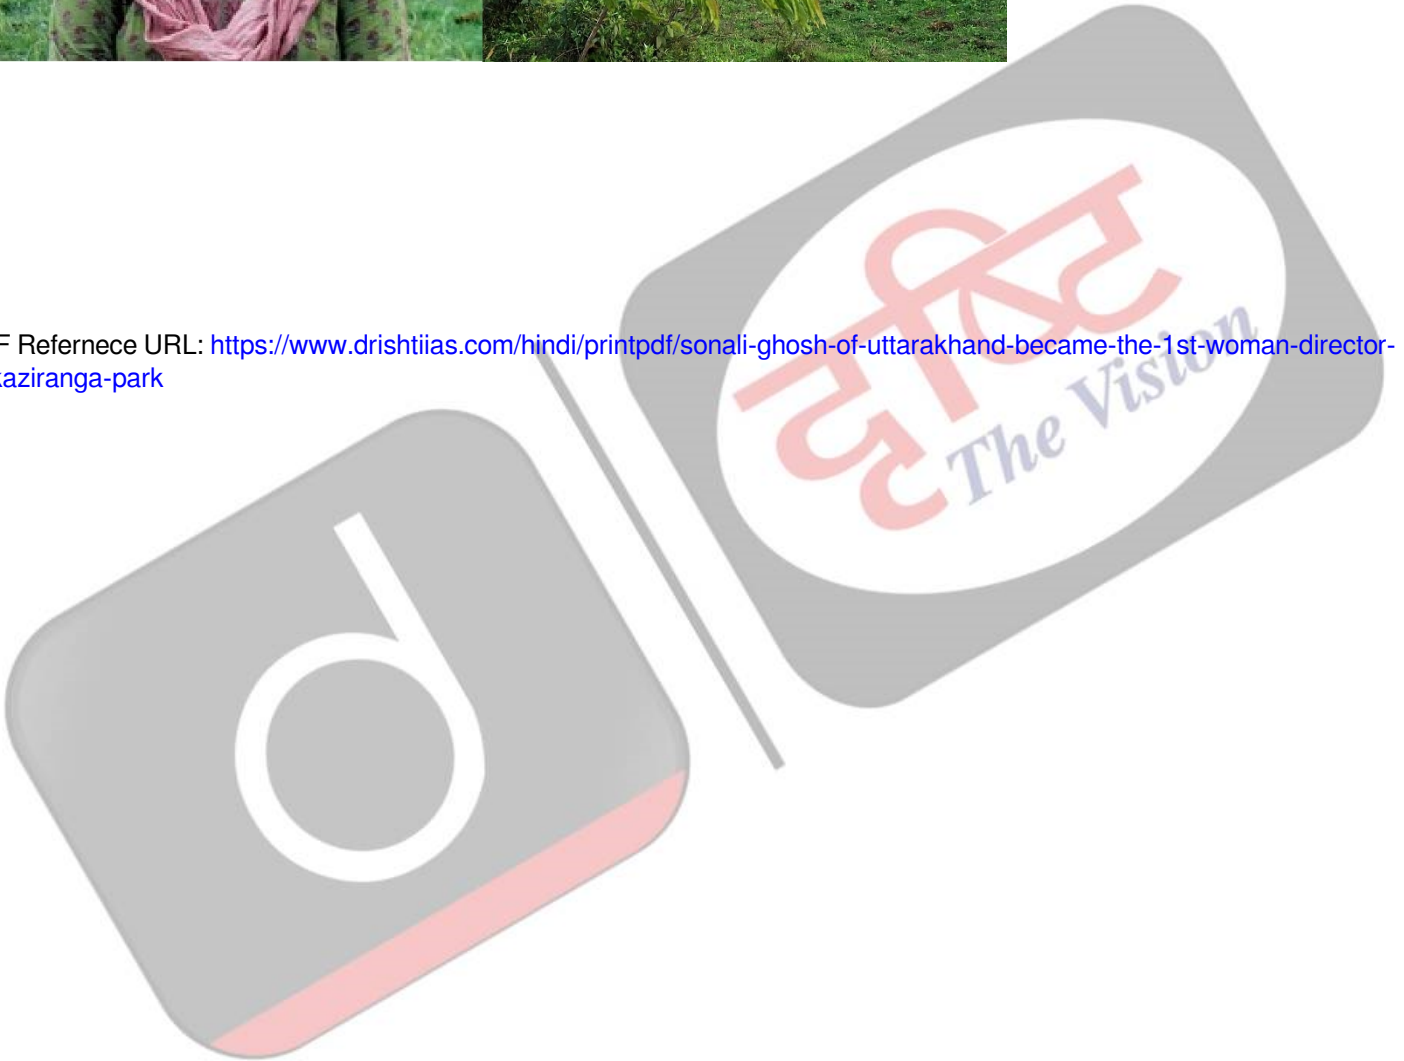 F Refernece URL: https://www.drishtiias.com/hindi/printpdf/sonali-ghosh-of-uttarakhand-became-the-1st-woman-director-
kaziranga-park
दृष्टि
The Vision
d